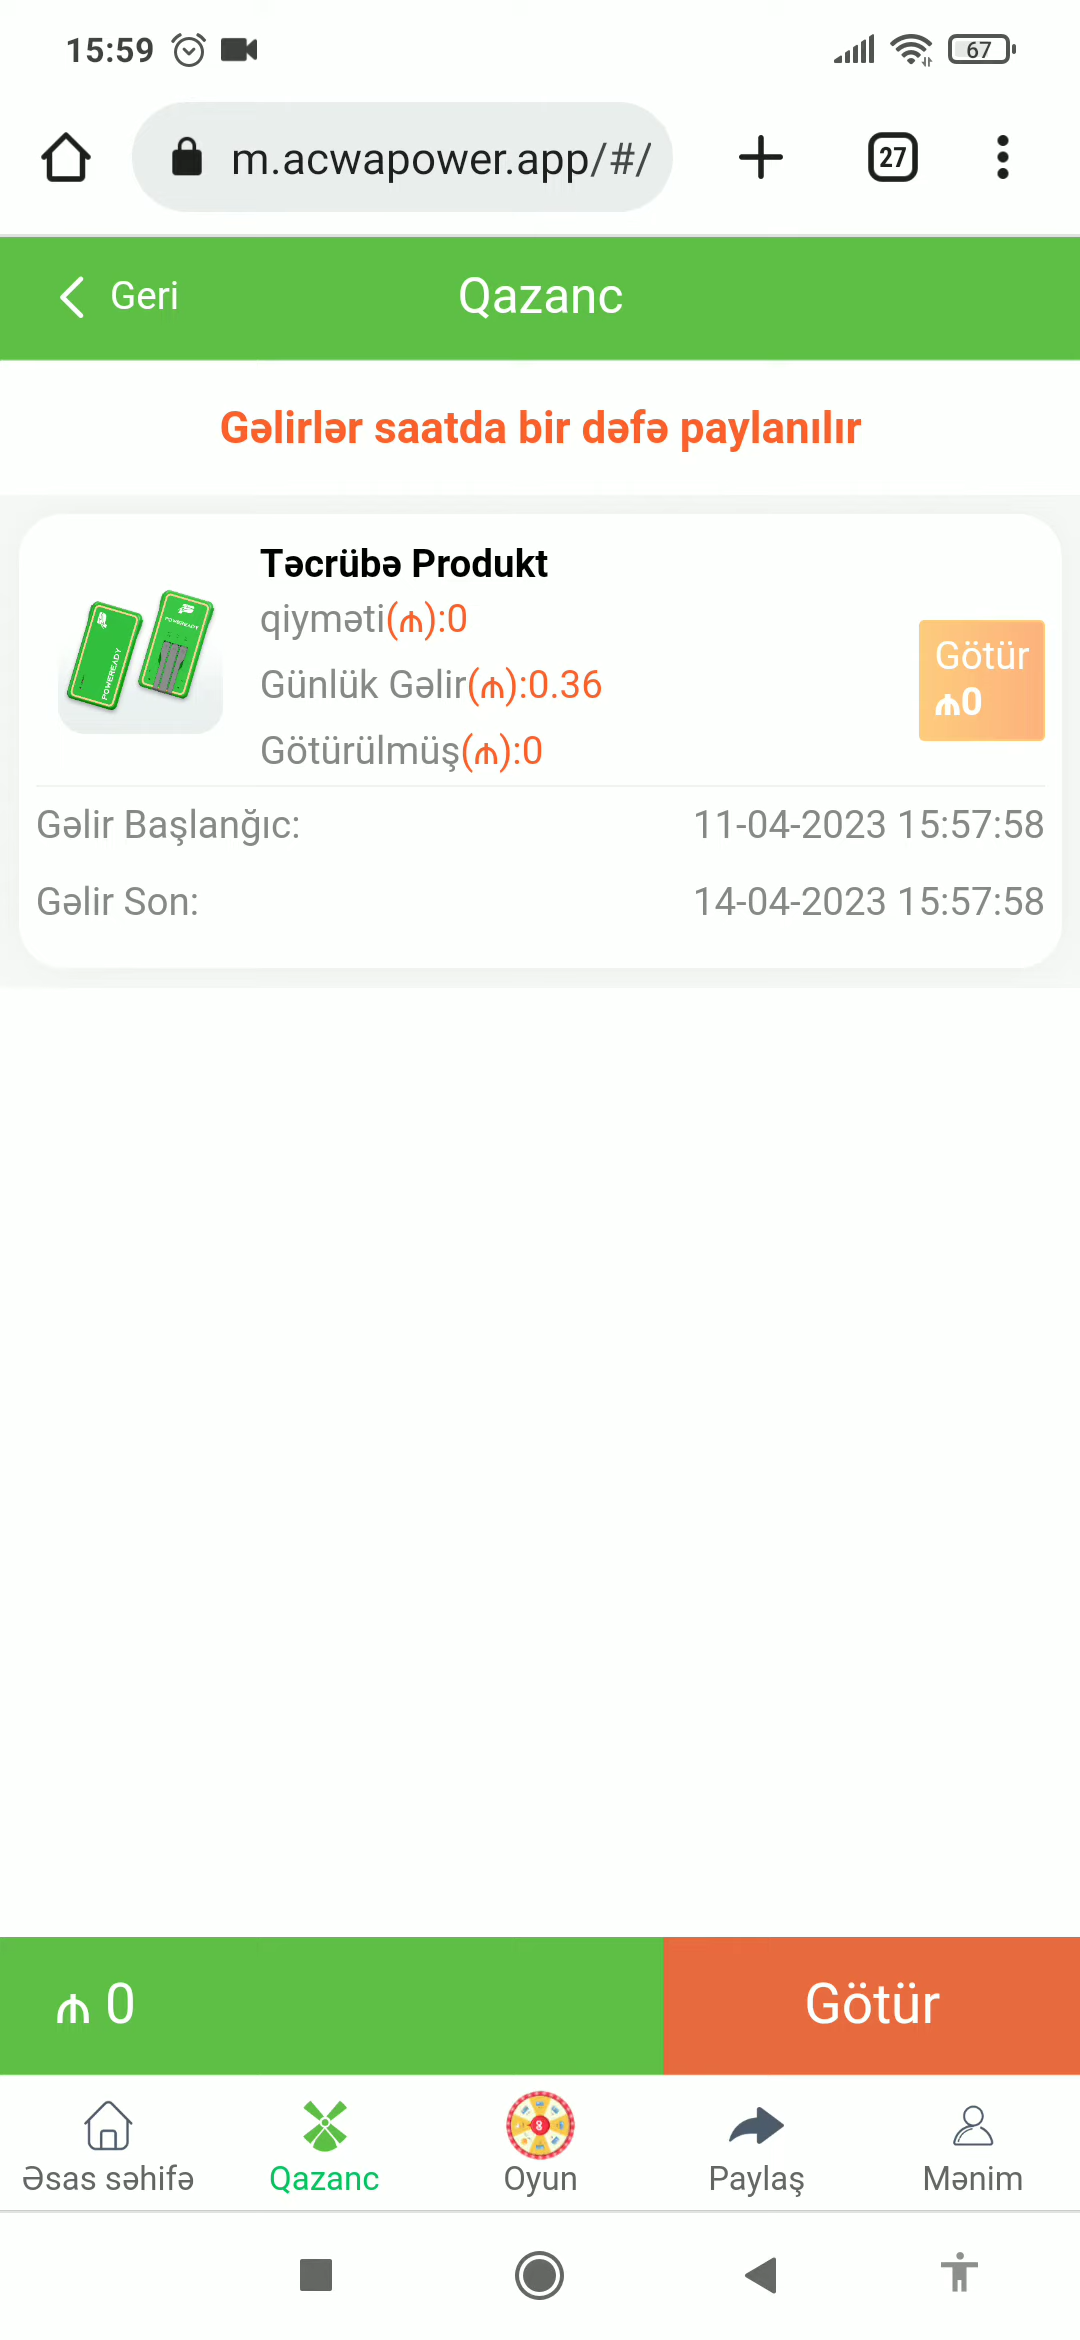 15:59
67
m.acwapower.app/#/
27
Geri
Qazanc
Gəlirlər saatda bir dəfə paylanılır
Təcrübə Produkt
qiyməti(₼):0
Günlük Gəlir(₼):0.36
Götürülmüş(₼):0
Götür
₼0
POWEREADY
POWEREADY
Gəlir Başlanğıc:
11-04-2023 15:57:58
Gəlir Son:
14-04-2023 15:57:58
₼ 0
Götür
Əsas səhifə
Qazanc
Oyun
Paylaş
Mənim